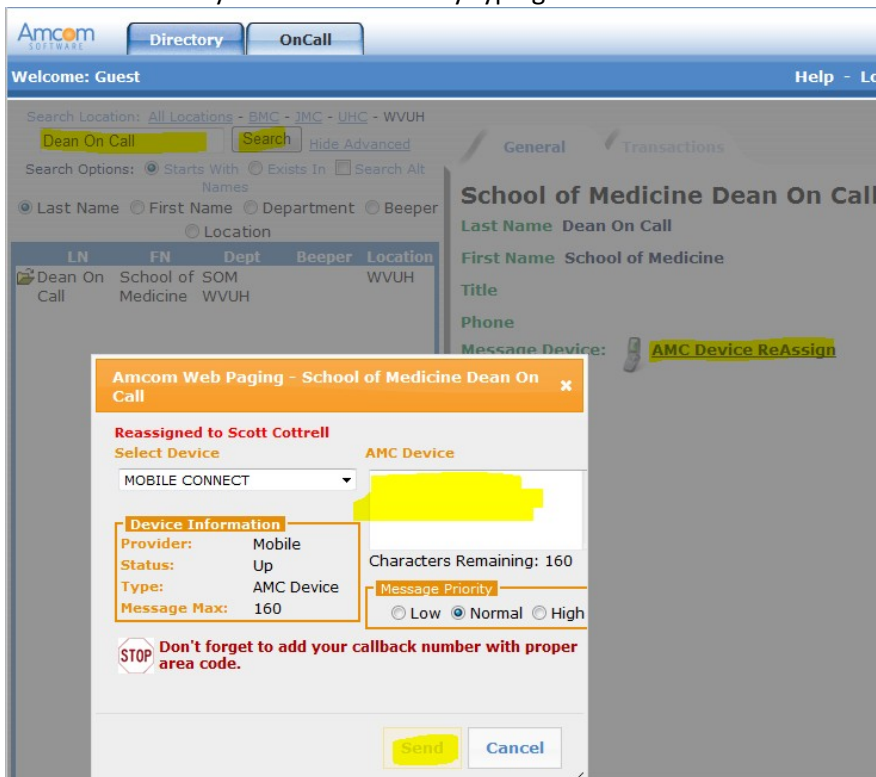 Amcom
SOFTWARE
Directory
OnCall
Welcome: Guest
Help - Lo
Search Location: All Locations - BMC - JMC - UHC - WVUH
Dean On Call
Search
Hide Advanced
Search Options: Starts With Exists In Search Alt
Names
Last Name First Name Department Beeper
Location
LN FN Dept Beeper Location
Dean On School of SOM WVUH
Call Medicine WVUH
General
Transactions
School of Medicine Dean On Call
Last Name Dean On Call
First Name School of Medicine
Title
Phone
Message Device: AMC Device ReAssign
Amcom Web Paging - School of Medicine Dean On
Call
x
Reassigned to Scott Cottrell
Select Device
MOBILE CONNECT
Device Information
Provider: Mobile
Status: Up
Type: AMC Device
Message Max: 160
AMC Device
Characters Remaining: 160
Message Priority
Low Normal High
STOP
Don't forget to add your callback number with proper
area code.
Send
Cancel